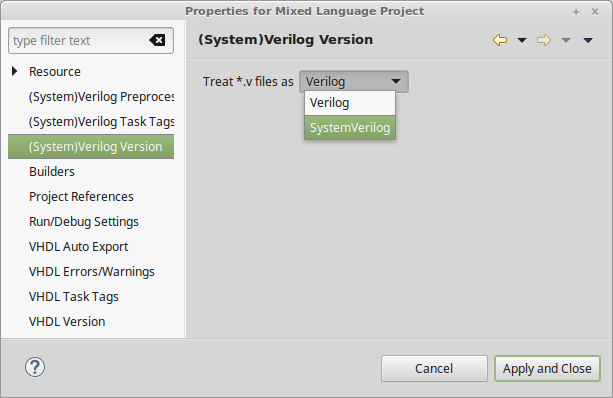 Properties for Mixed Language Project
type filter text
(System)Verilog Version
Resource
(System)Verilog Preproces
(System)Verilog Task Tags
(System)Verilog Version
Builders
Project References
Run/Debug Settings
VHDL Auto Export
VHDL Errors/Warnings
VHDL Task Tags
VHDL Version
Treat *.v files as Verilog
Verilog
SystemVerilog
Cancel
Apply and Close